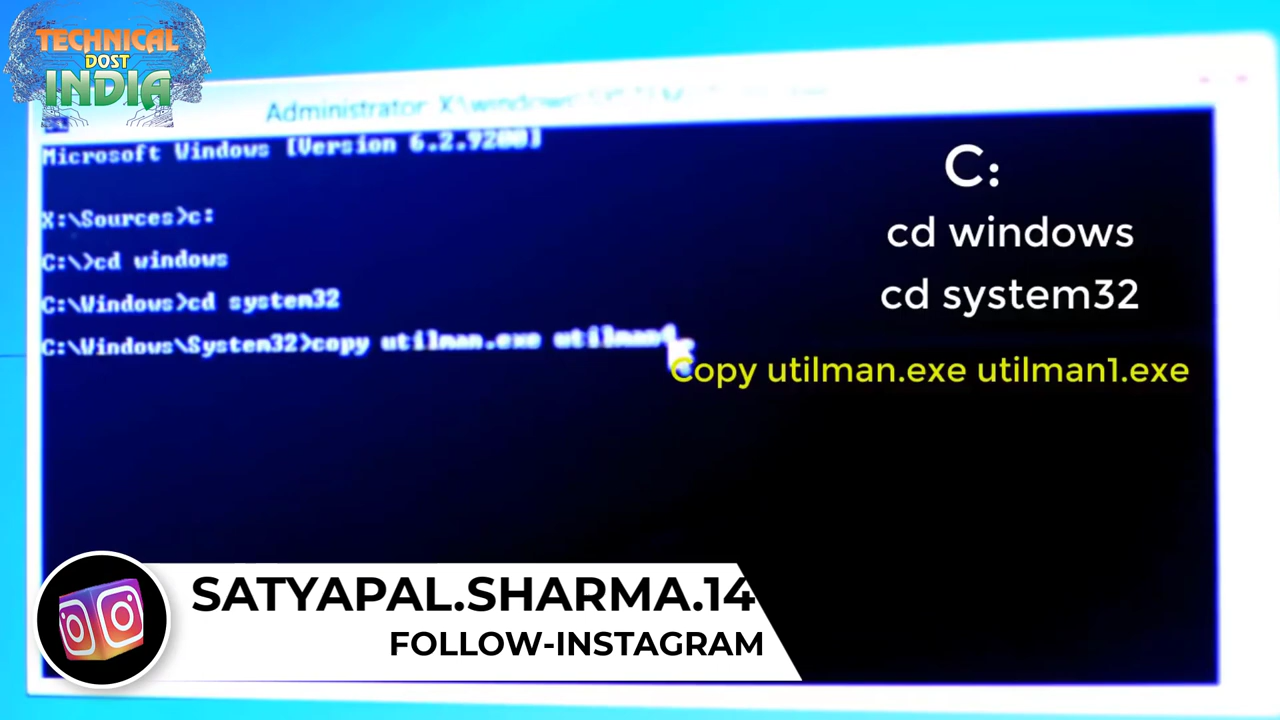 TECHNICAL
DOST
INDIA
Administrator: X:\windows
Microsoft Windows [Version 6.2.9200]
X:\Sources>c:
C:\>cd windows
C:\Windows>cd system32
C:\Windows\System32>copy utilman.exe
C:
cd windows
cd system32
Copy utilman.exe utilman1.exe
SATYAPAL.SHARMA.14
FOLLOW-INSTAGRAM